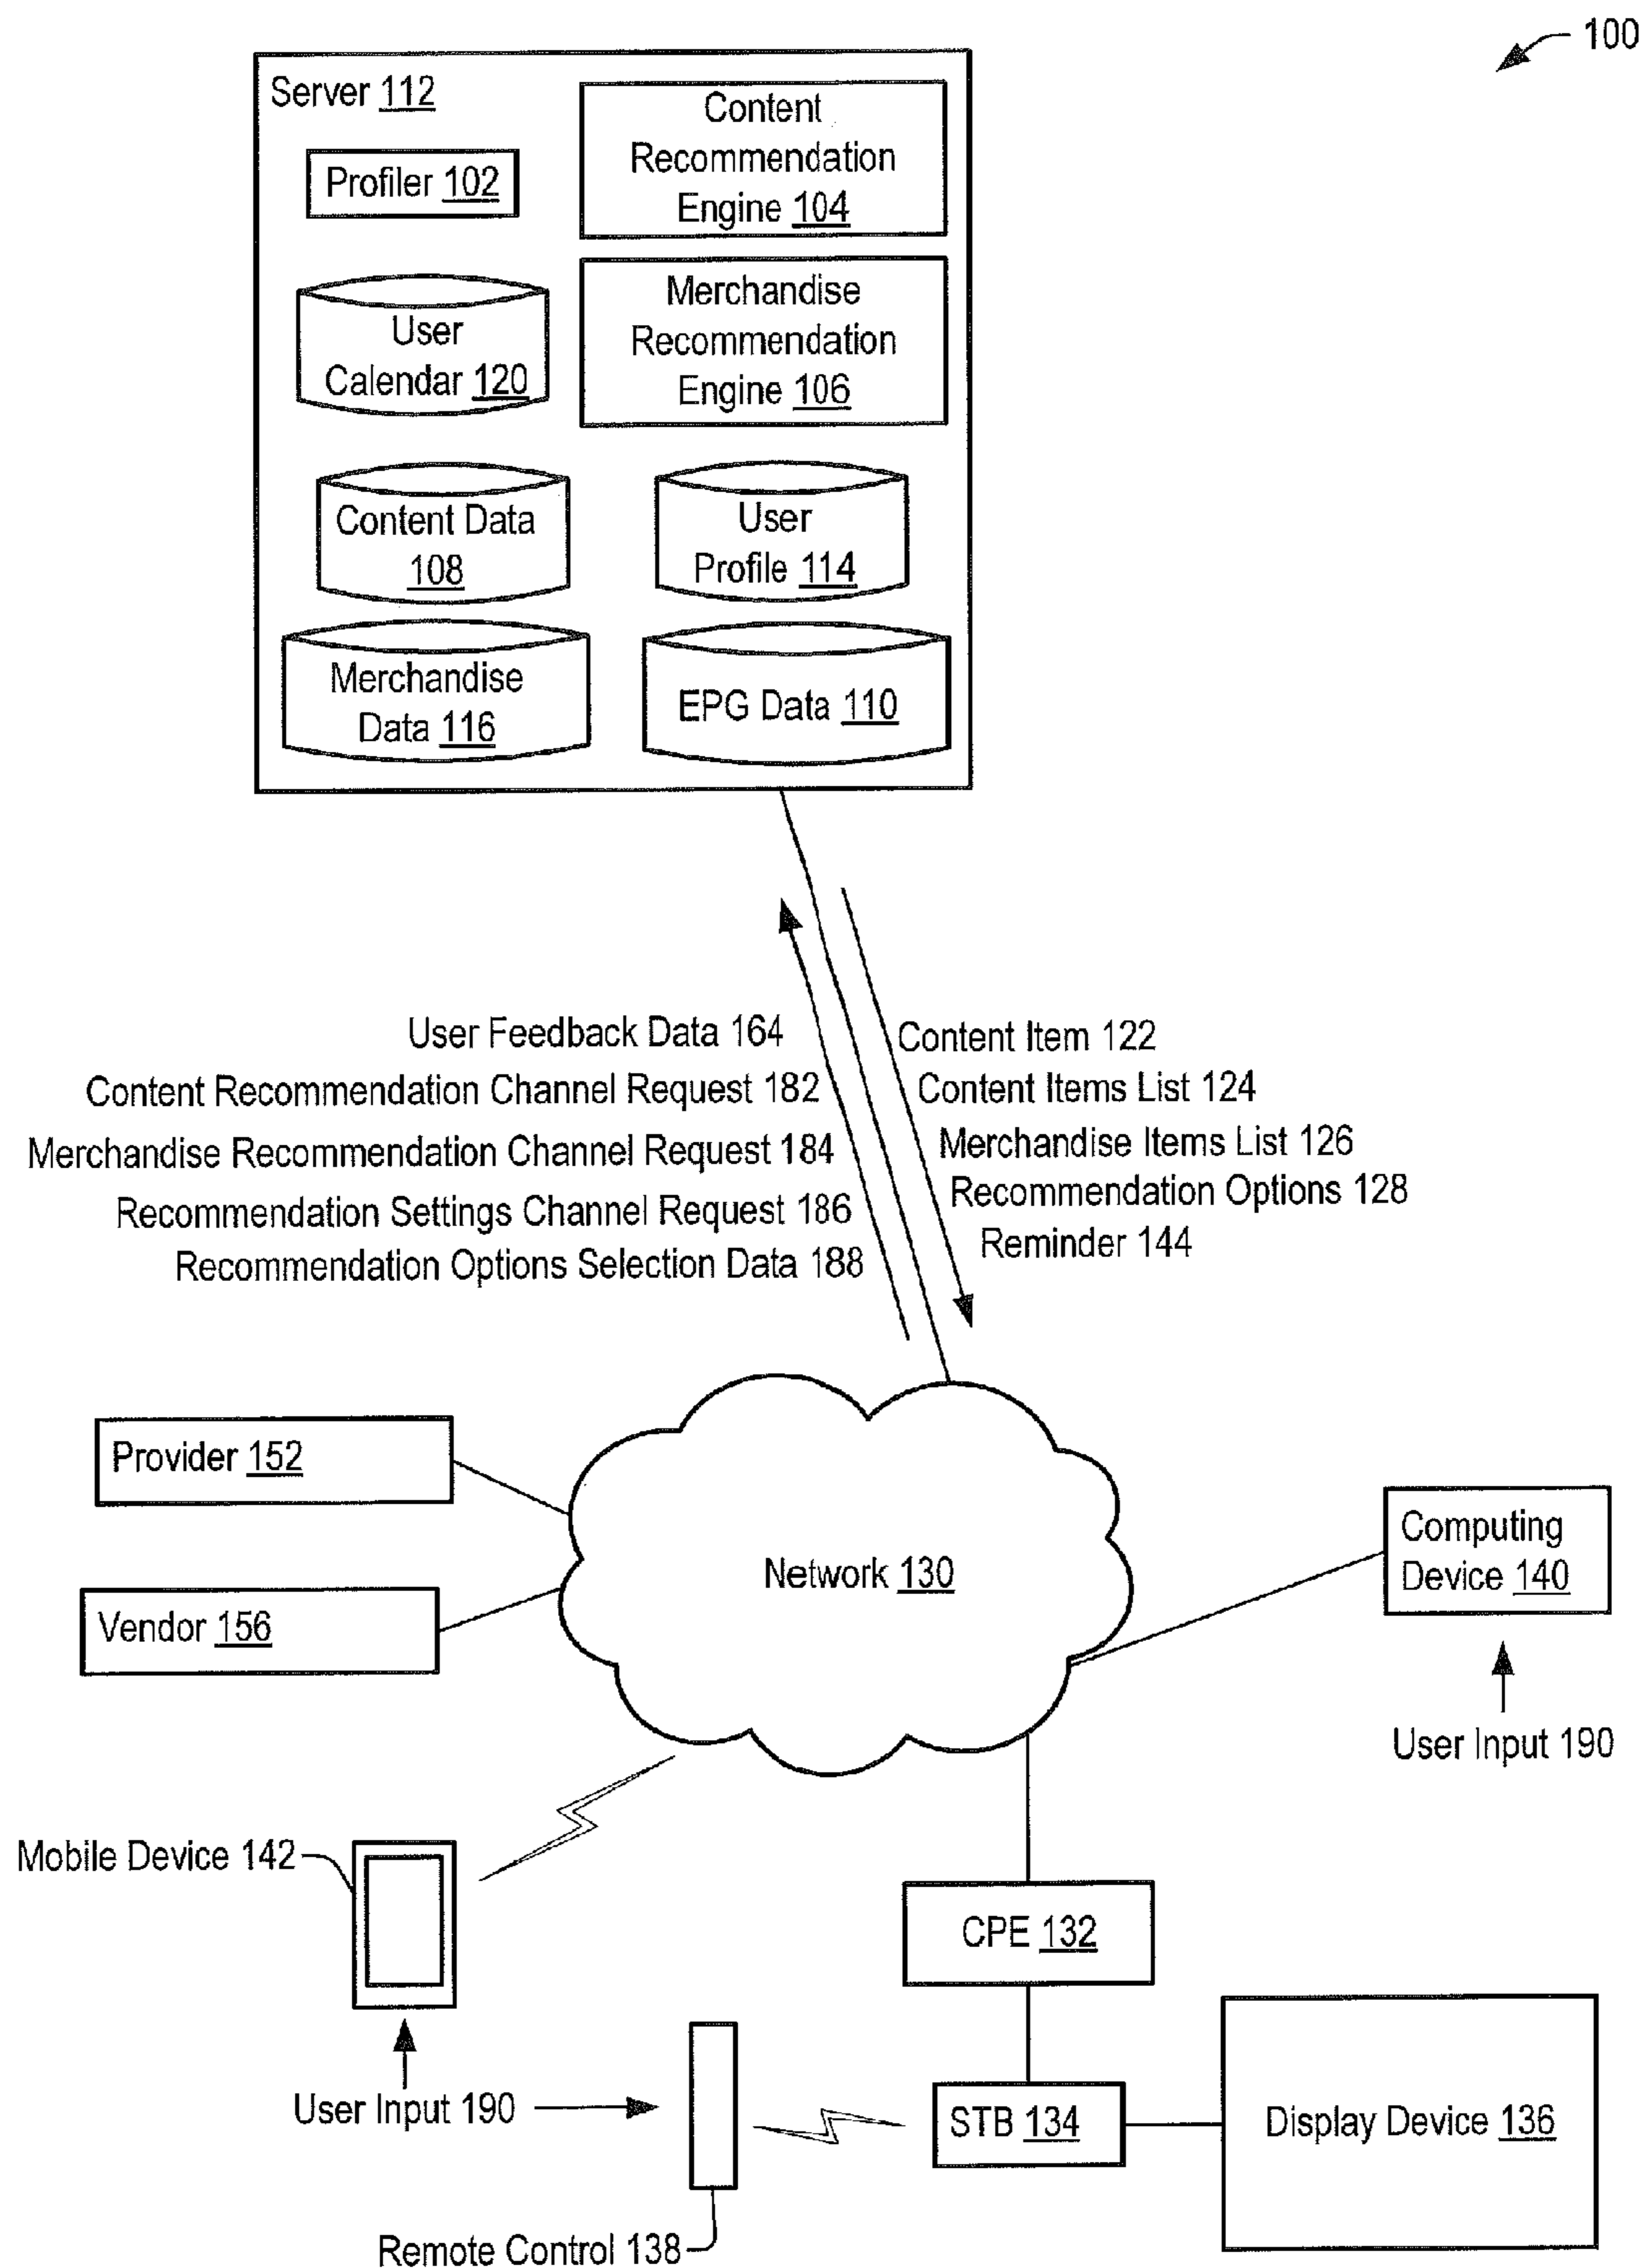 100
Server 112
Profiler 102
Content
Recommendation
Engine 104
User
Calendar 120
Merchandise
Recommendation
Engine 106
Content Data
108
User
Profile 114
Merchandise
Data 116
EPG Data 110
User Feedback Data 164
Content Recommendation Channel Request 182
Merchandise Recommendation Channel Request 184
Recommendation Settings Channel Request 186
Recommendation Options Selection Data 188
Content Item 122
Content Items List 124
Merchandise Items List 126
Recommendation Options 128
Reminder 144
Provider 152
Vendor 156
Network 130
Computing
Device 140
User Input 190
Mobile Device 142
CPE 132
User Input 190
STB 134
Display Device 136
Remote Control 138